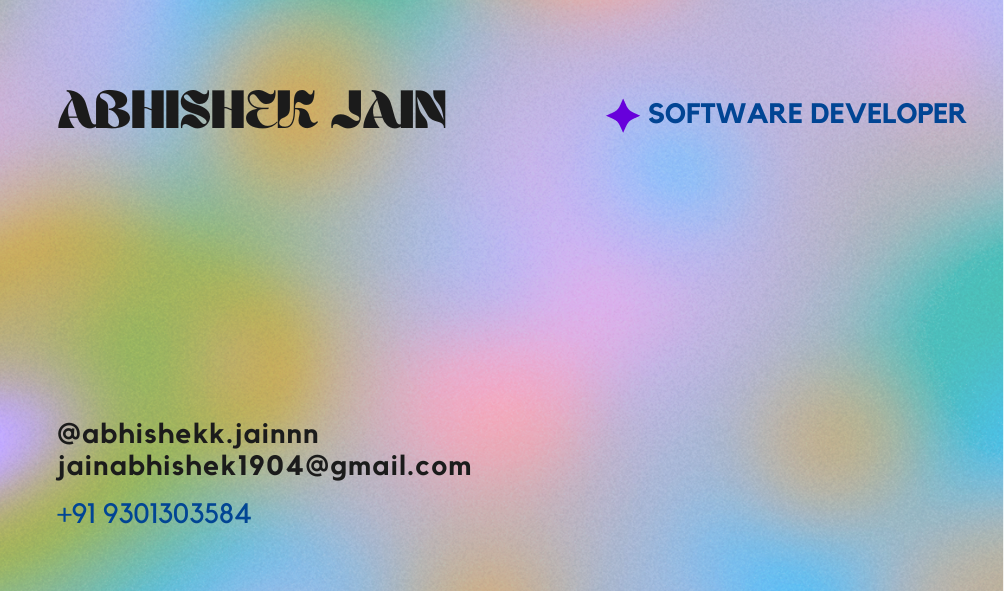 ABHISHEK JAIN
SOFTWARE DEVELOPER
@abhishekk.jainnn
jainabhishek1904@gmail.com
+91 9301303584